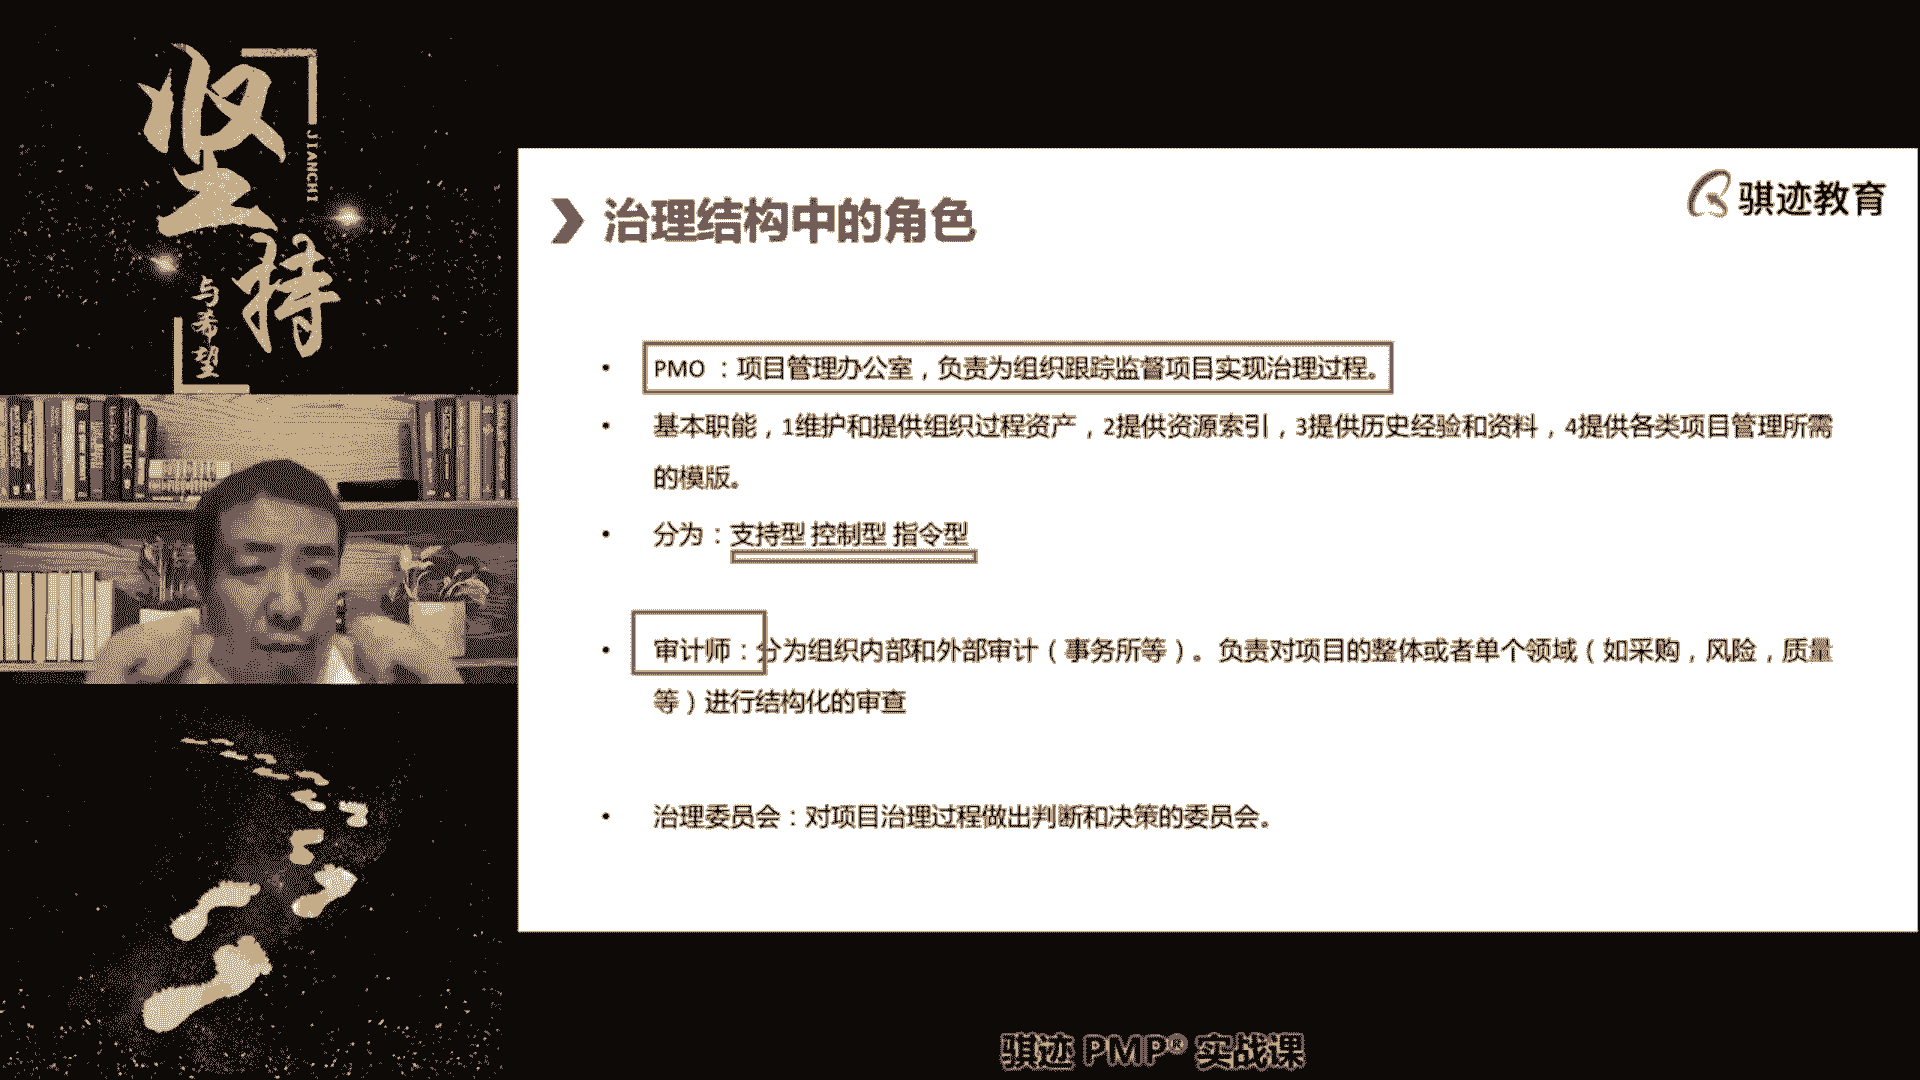 坚持
JIANCHI
与希望
骐迹教育
治理结构中的角色
• PMO ：项目管理办公室，负责为组织跟踪监督项目实现治理过程。
• 基本职能，1维护和提供组织过程资产，2提供资源索引，3提供历史经验和资料，4提供各类项目管理所需
的模版。
• 分为：支持型 控制型 指令型
• 审计师：分为组织内部和外部审计（事务所等）。负责对项目的整体或者单个领域（如采购，风险，质量
等）进行结构化的审查
• 治理委员会：对项目治理过程做出判断和决策的委员会。
骐迹 PMP® 实战课